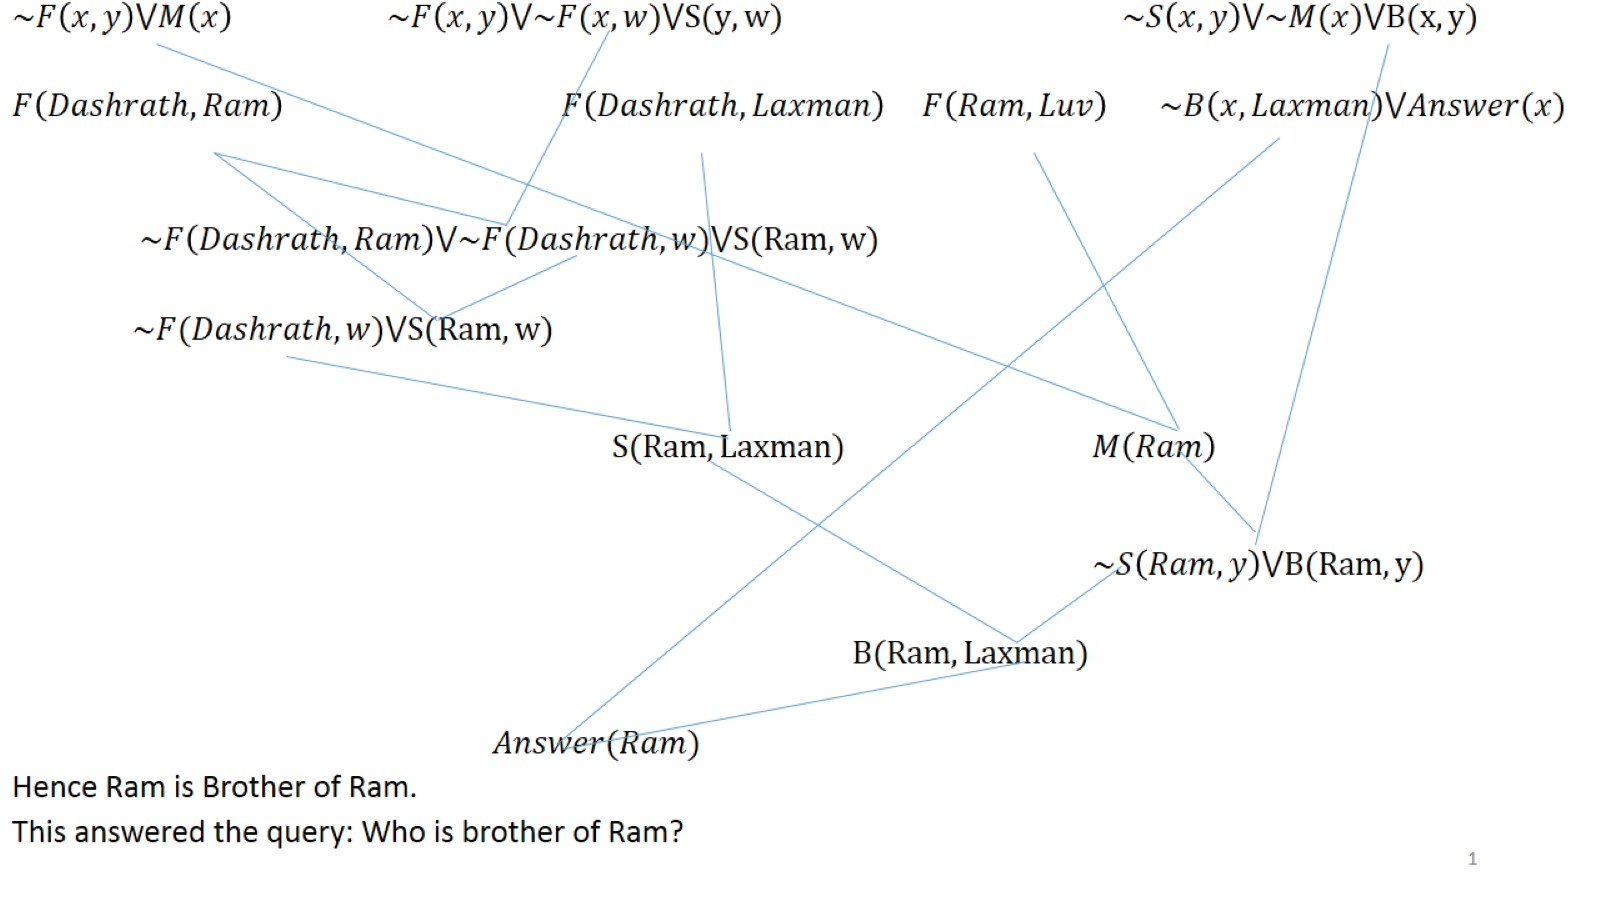 ~F(x, y)⋁M(x) ~F(x, y)⋁~F(x, w)⋁S(y, w) ~S(x, y)⋁~M(x)⋁B(x, y)
F(Dashrath, Ram) F(Dashrath, Laxman) F(Ram, Luv) ~B(x, Laxman)⋁Answer(x)
~F(Dashrath, Ram)⋁~F(Dashrath, w)⋁S(Ram, w)
~F(Dashrath, w)⋁S(Ram, w)
S(Ram, Laxman) M(Ram)
~S(Ram, y)⋁B(Ram, y)
B(Ram, Laxman)
Answer(Ram)
Hence Ram is Brother of Ram.
This answered the query: Who is brother of Ram?
1